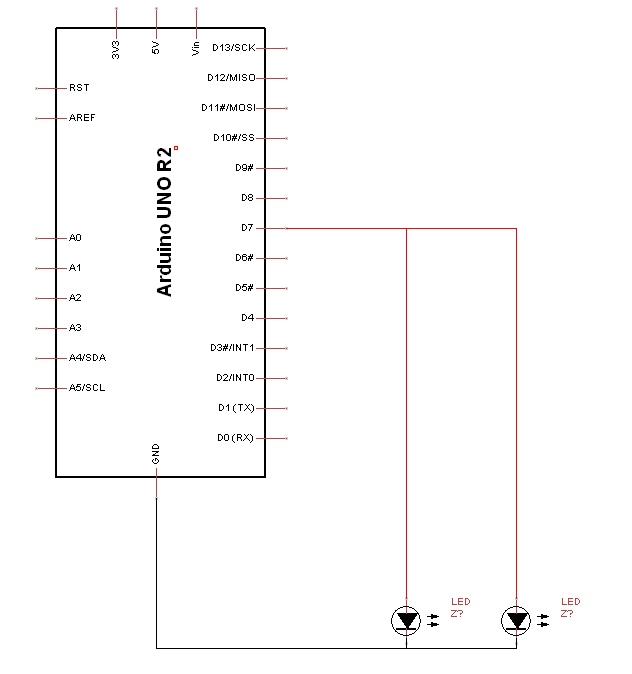 3V3
5V
Vin
RST
AREF
A0
A1
A2
A3
A4/SDA
A5/SCL
Arduino UNO R2
D13/SCK
D12/MISO
D11#/MOSI
D10#/SS
D9#
D8
D7
D6#
D5#
D4
D3#/INT1
D2/INT0
D1(TX)
D0(RX)
GND
LED
Z?
LED
Z?